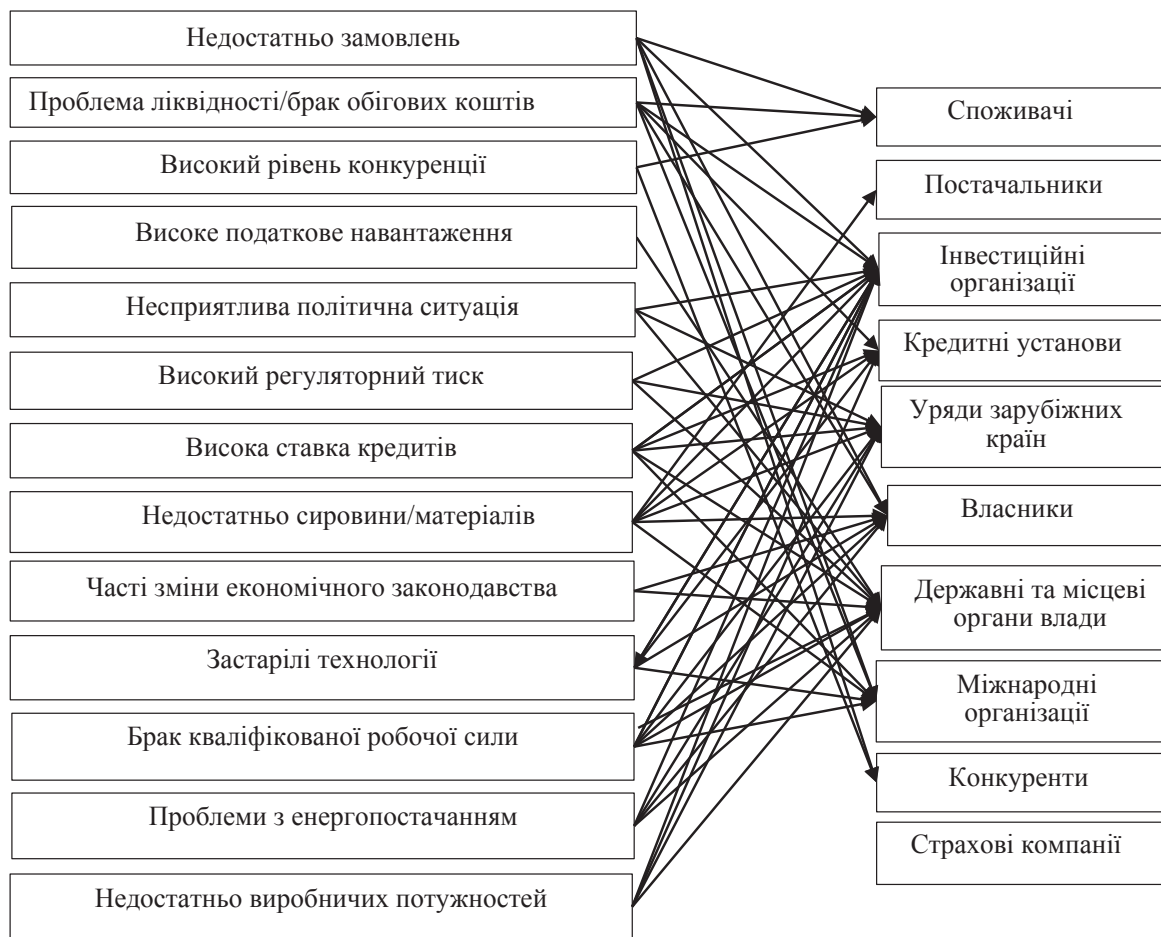 Недостатньо замовлень
Проблема ліквідності/брак обігових коштів
Високий рівень конкуренції
Високе податкове навантаження
Несприятлива політична ситуація
Високий регуляторний тиск
Висока ставка кредитів
Недостатньо сировини/матеріалів
Часті зміни економічного законодавства
Застарілі технології
Брак кваліфікованої робочої сили
Проблеми з енергопостачанням
Недостатньо виробничих потужностей
Споживачі
Постачальники
Інвестиційні
організації
Кредитні установи
Уряди зарубіжних
країн
Власники
Державні та місцеві
органи влади
Міжнародні
організації
Конкуренти
Страхові компанії